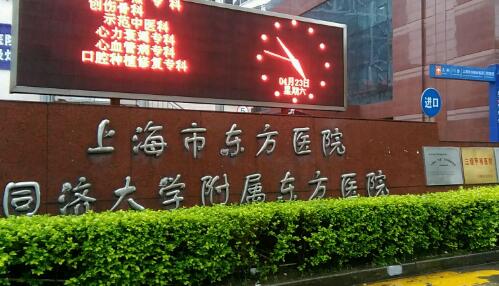 创伤骨科
示范中医科
心力衰竭专科
心血管病专科
口腔种植修复专科
04月23日
星期六
进口
上海市东方医院
同济大学附属东方医院
三级甲等医院